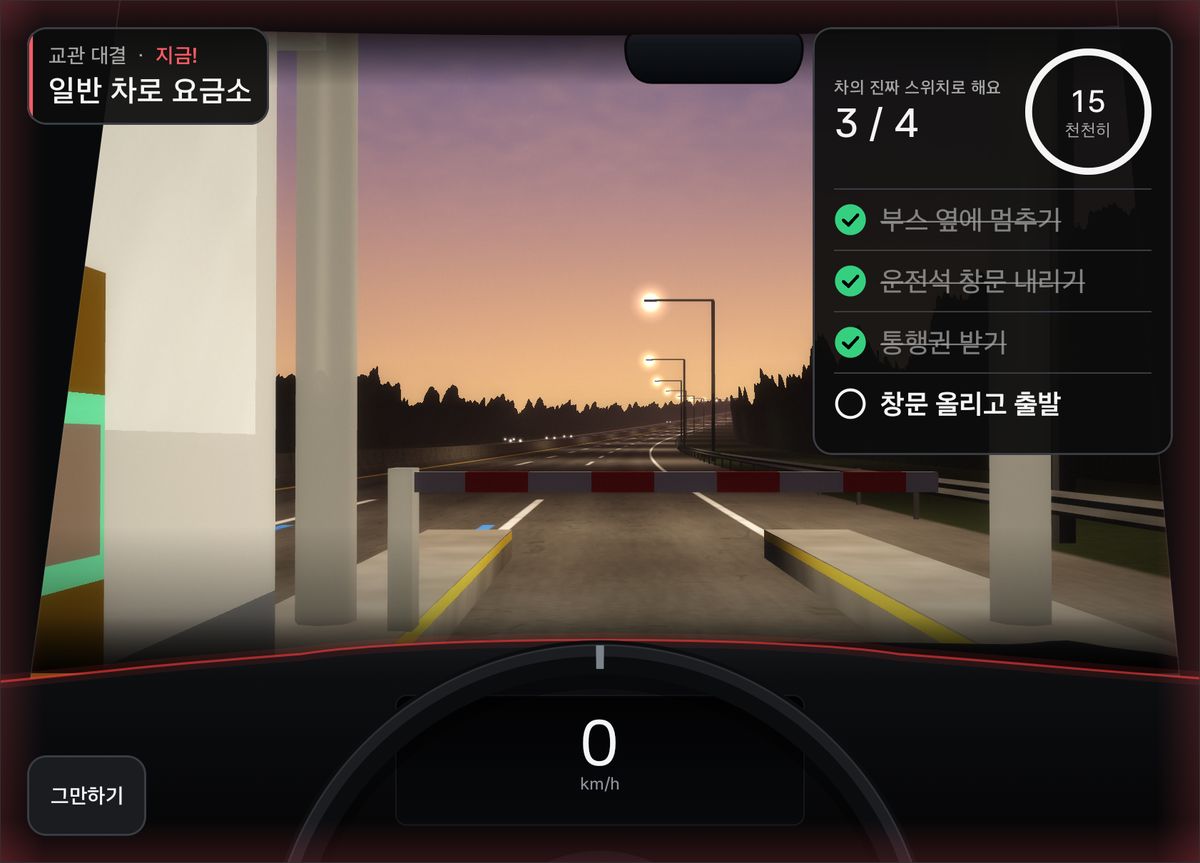 교관 대결 · 지금!
일반 차로 요금소
차의 진짜 스위치로 해요
3 / 4
15
천천히
부스 옆에 멈추기
운전석 창문 내리기
통행권 받기
창문 올리고 출발
0
km/h
그만하기